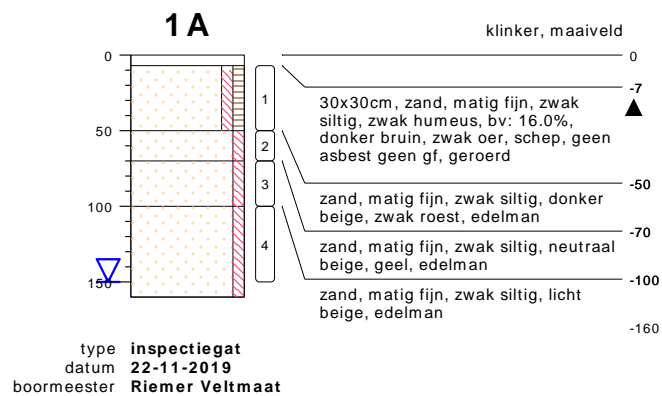 1A
klinker, maaiveld
0
0
-7
30x30cm, zand, matig fijn, zwak
siltig, zwak humeus, bv: 16.0%,
donker bruin, zwak oer, schep, geen
asbest geen gf, geroerd
1
50
-50
2
zand, matig fijn, zwak siltig, donker
beige, zwak roest, edelman
-70
3
zand, matig fijn, zwak siltig, neutraal
beige, geel, edelman
100
-100
4
zand, matig fijn, zwak siltig, licht
beige, edelman
150
-160
type inspectiegat
datum 22-11-2019
boormeester Riemer Veltmaat